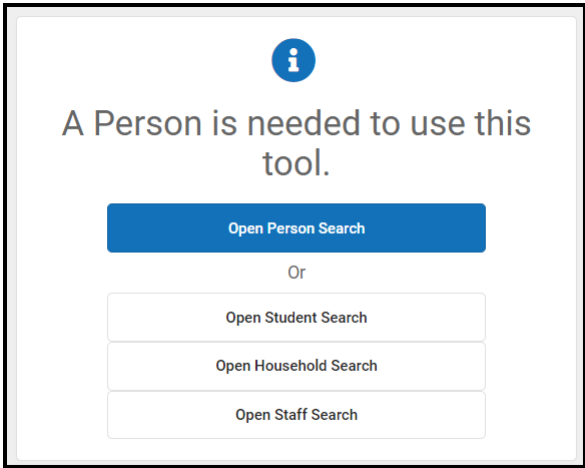 A Person is needed to use this
tool.
Open Person Search
Or
Open Student Search
Open Household Search
Open Staff Search